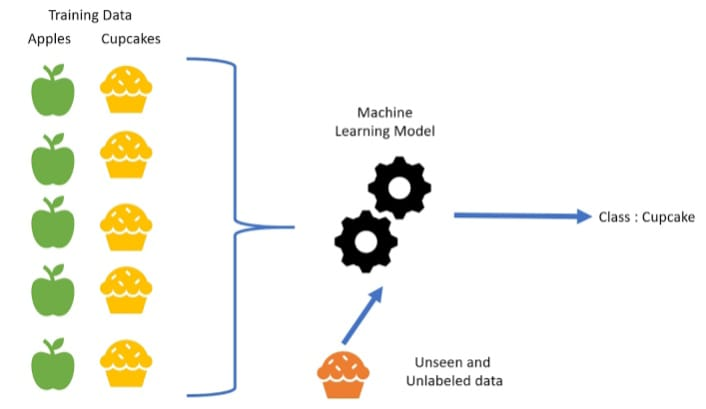 Training Data
Apples Cupcakes
Machine
Learning Model
Class : Cupcake
Unseen and
Unlabeled data